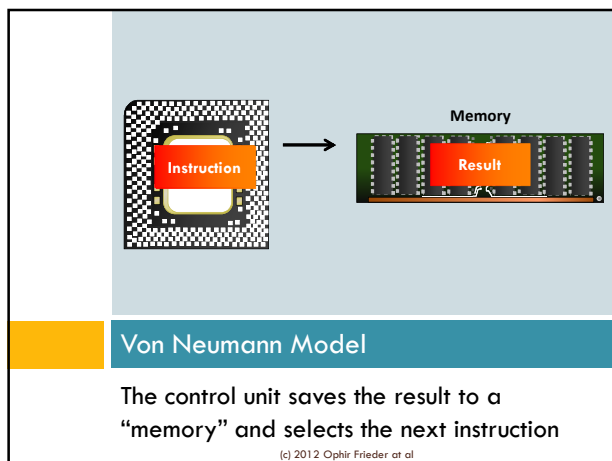 Memory
Instruction
Result
Von Neumann Model
The control unit saves the result to a
“memory” and selects the next instruction
(c) 2012 Ophir Frieder at al